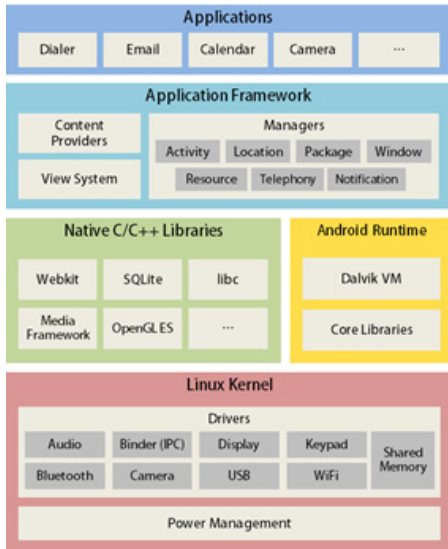 Applications
Dialer Email Calendar Camera ...
Application Framework
Content
Providers
View System
Managers
Activity Location Package Window
Resource Telephony Notification
Native C/C++ Libraries
Webkit SQLite libc
Media
Framework
OpenGL ES ...
Android Runtime
Dalvik VM
Core Libraries
Linux Kernel
Drivers
Audio Binder (IPC) Display Keypad
Bluetooth Camera USB WiFi
Shared
Memory
Power Management